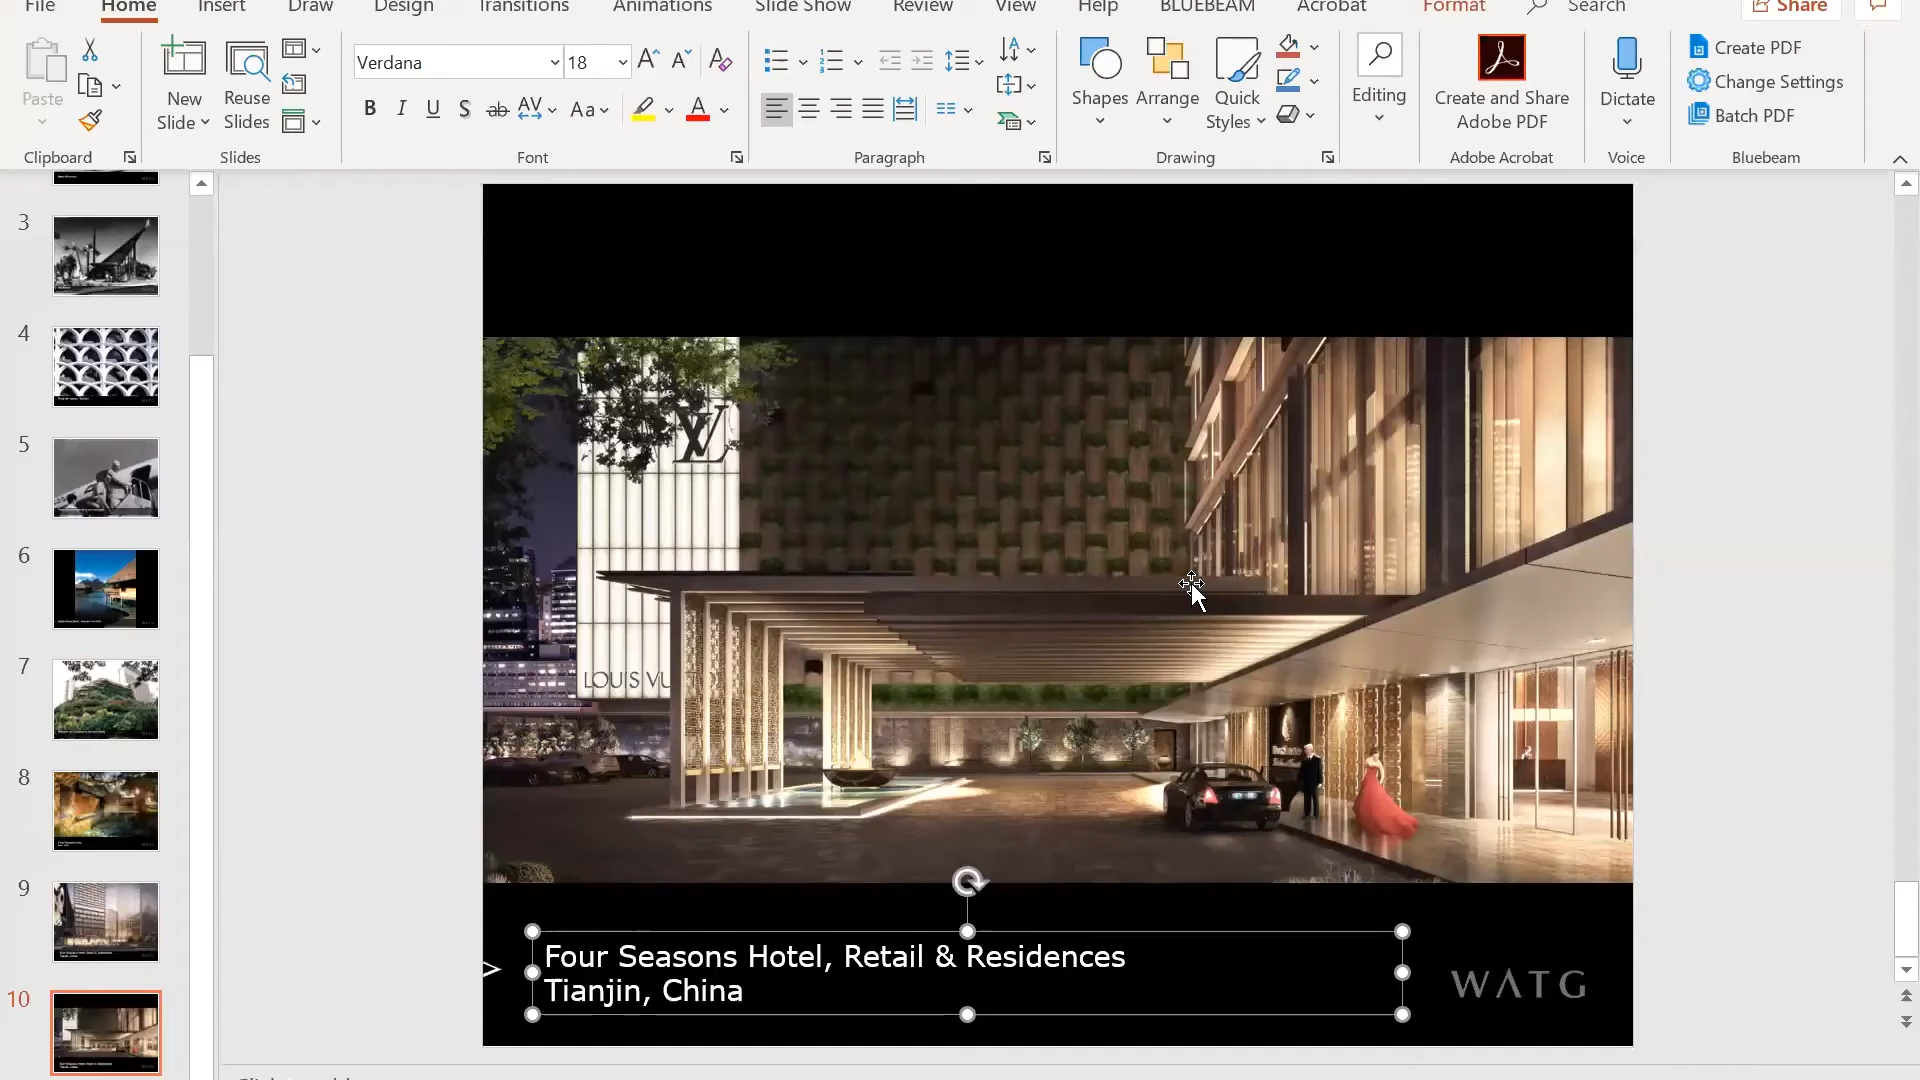 File Home Insert Draw Design Transitions Animations Slide Show Review View Help BLUEBEAM Acrobat Format Search Share
Paste
New Slide
Reuse Slides
Verdana 18
Shapes
Arrange
Quick Styles
Editing
Create and Share Adobe PDF
Dictate
Create PDF
Change Settings
Batch PDF
Clipboard Slides Font Paragraph Drawing Adobe Acrobat Voice Bluebeam
3
4
5
6
7
8
9
10
LV
LOUIS VU
Four Seasons Hotel, Retail & Residences
Tianjin, China
WATG